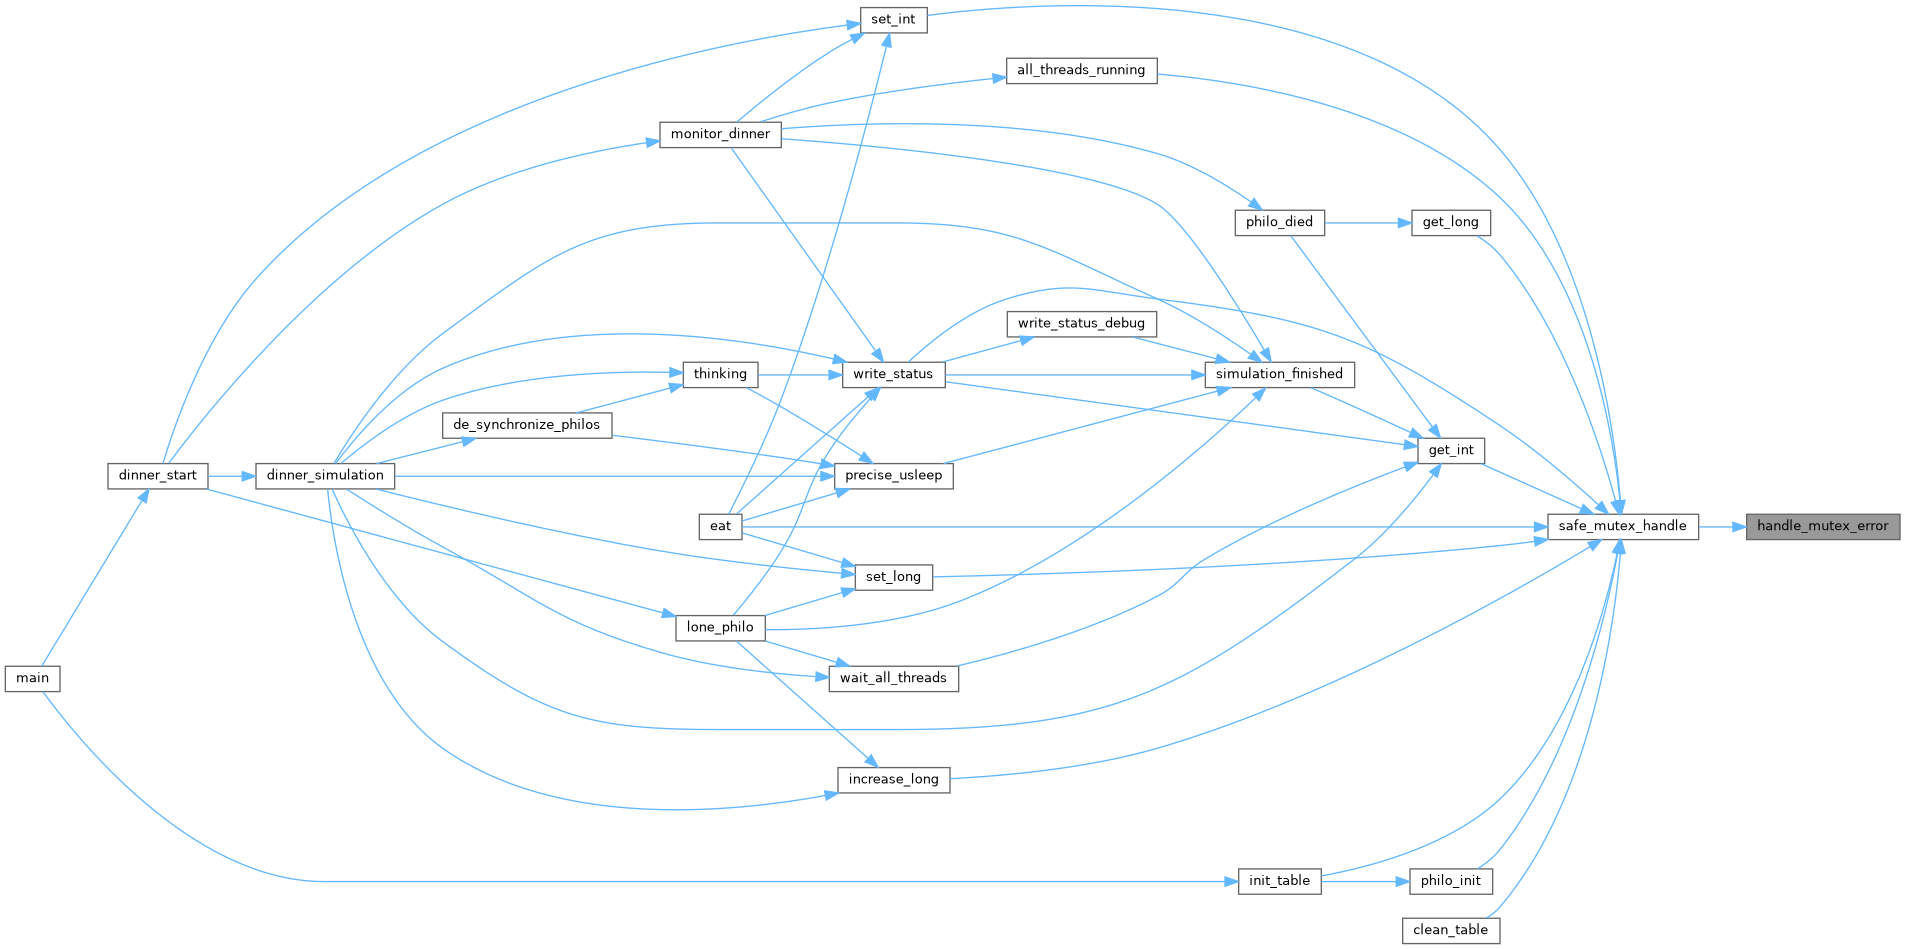 set_int
all_threads_running
monitor_dinner
philo_died
get_long
write_status_debug
thinking
write_status
simulation_finished
de_synchronize_philos
get_int
dinner_start
dinner_simulation
precise_usleep
eat
safe_mutex_handle
handle_mutex_error
set_long
lone_philo
main
wait_all_threads
increase_long
init_table
philo_init
clean_table